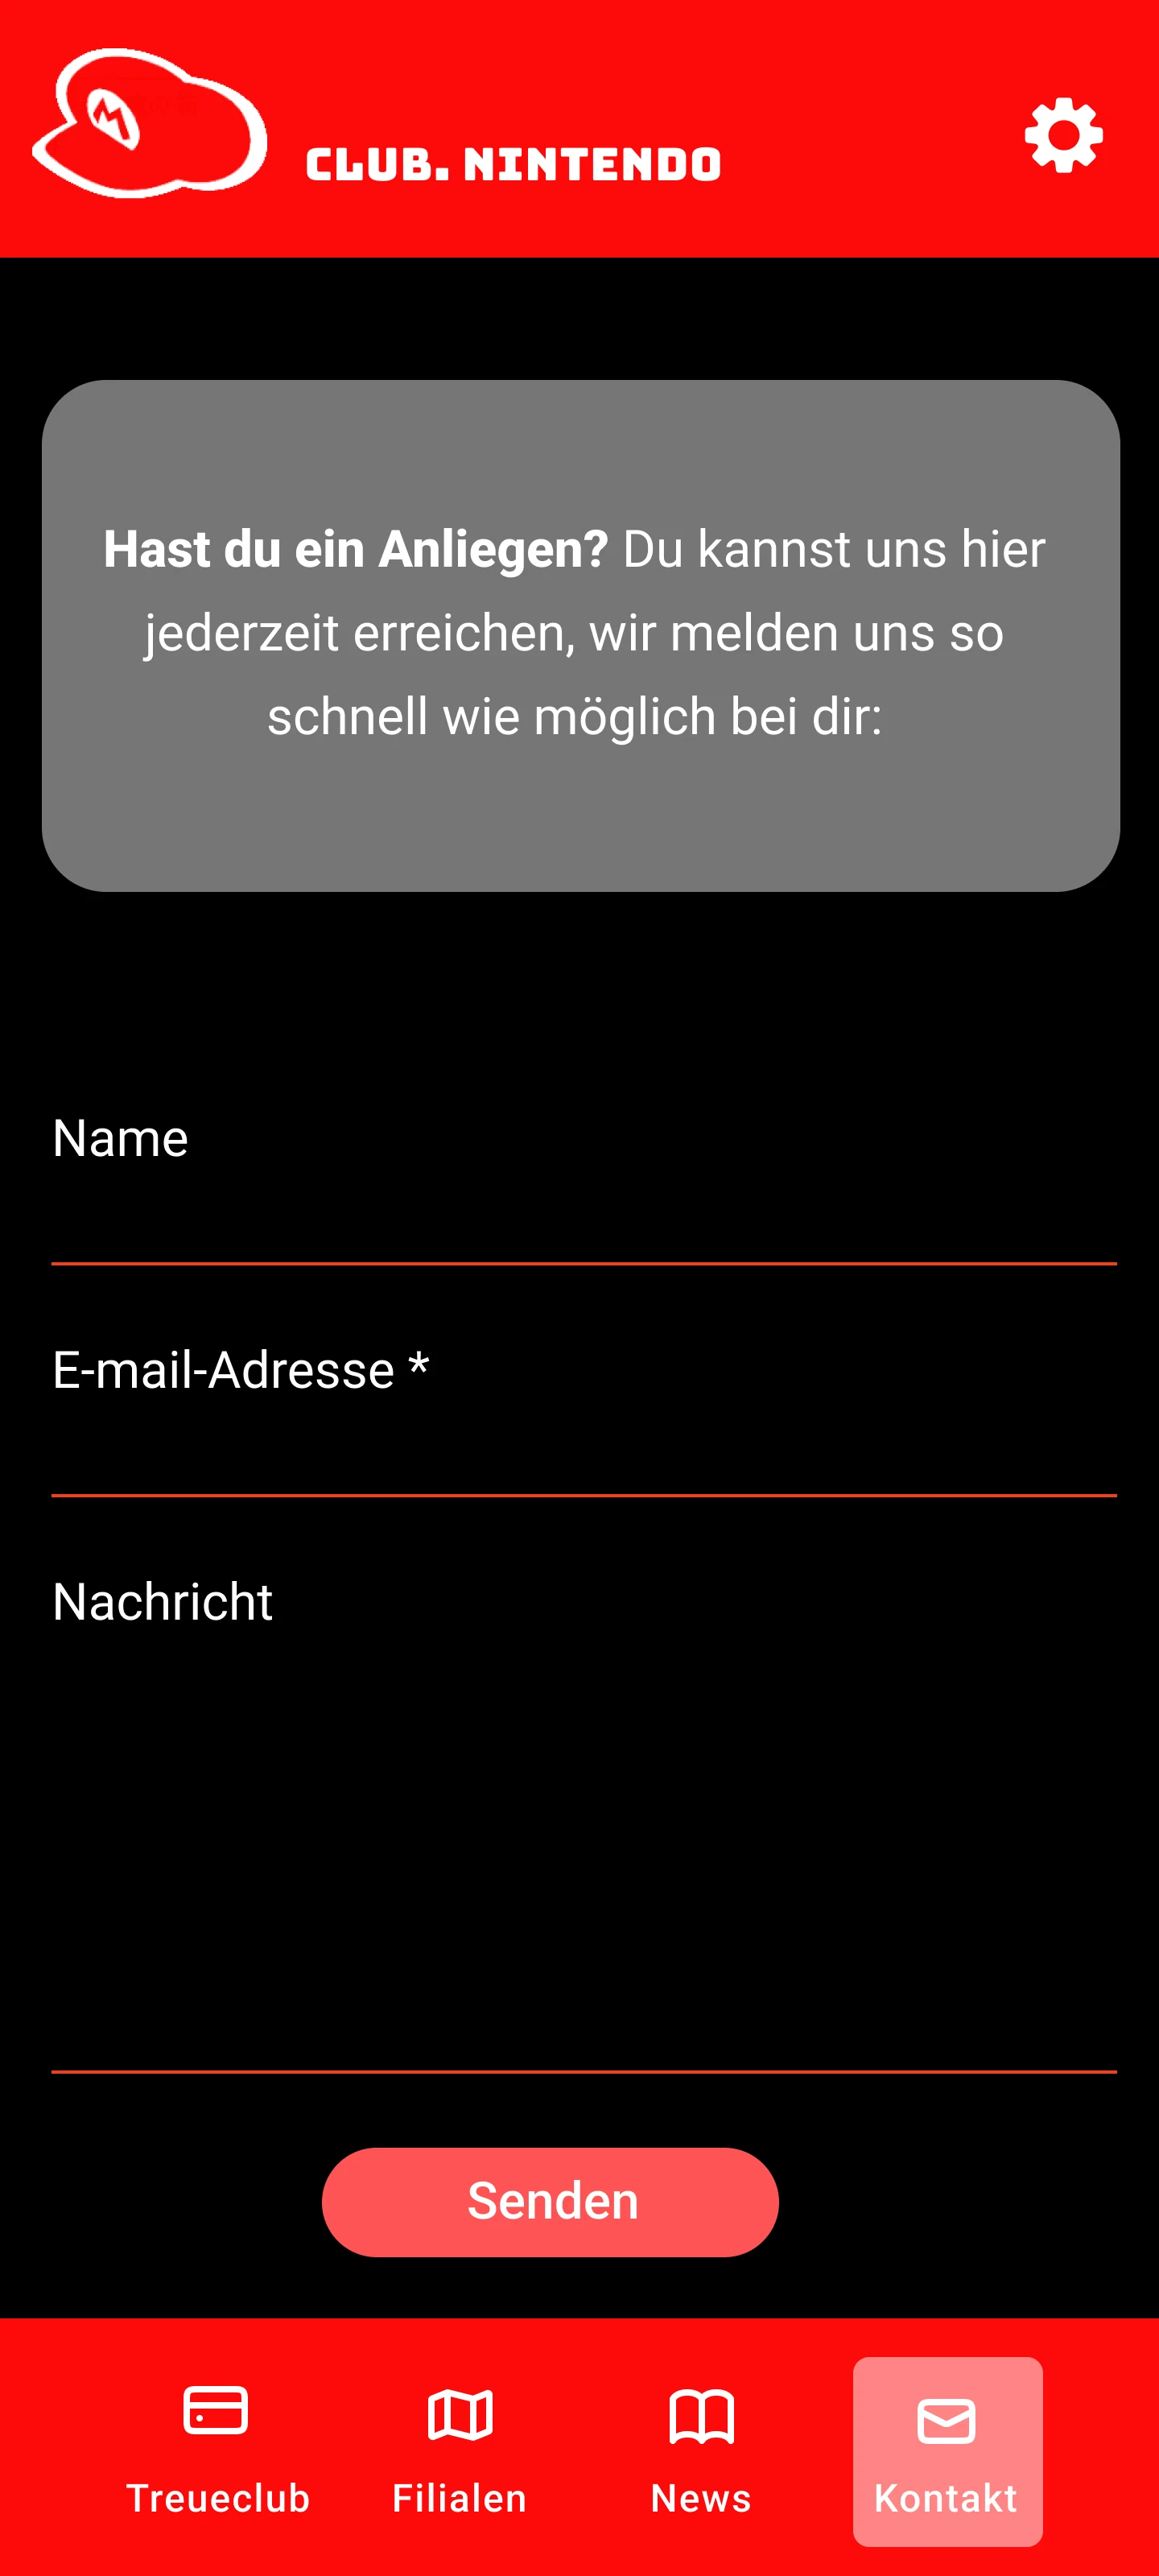 M
CLUB. NINTENDO
Hast du ein Anliegen? Du kannst uns hier
jederzeit erreichen, wir melden uns so
schnell wie möglich bei dir:
Name
E-mail-Adresse *
Nachricht
Senden
Treueclub
Filialen
News
Kontakt